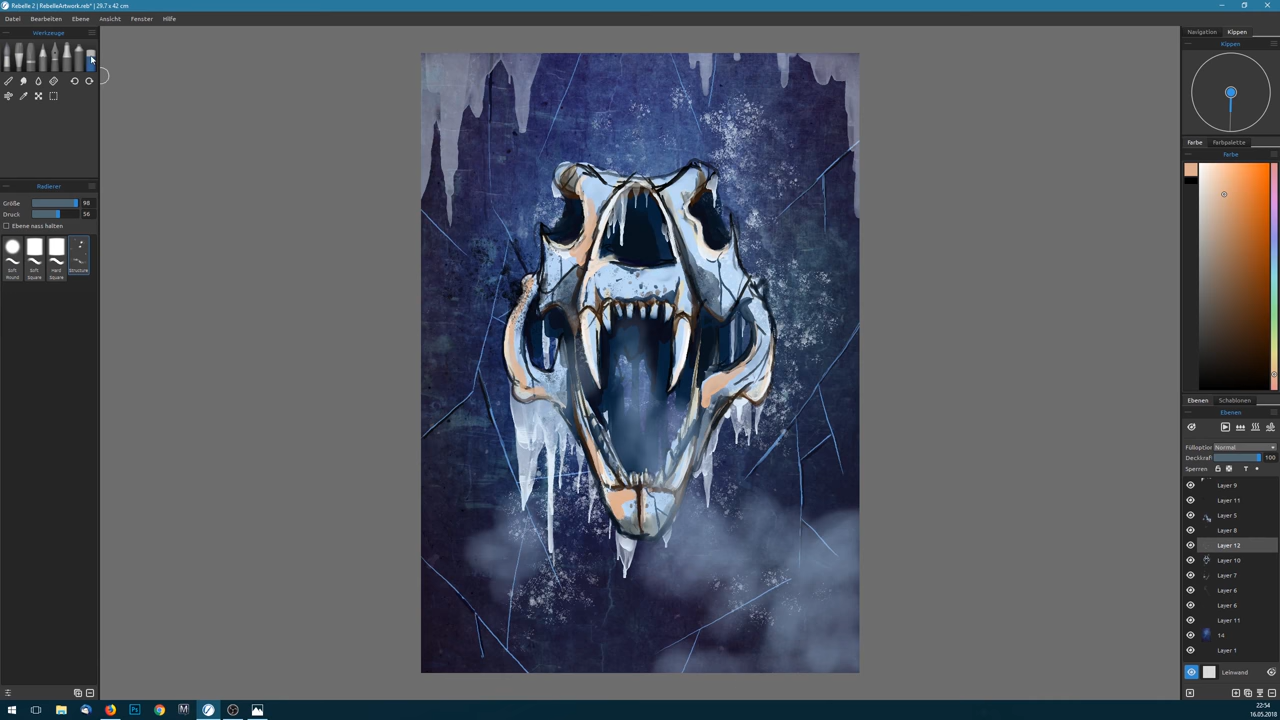 Rebelle 2 | RebelleArtwork.reb* | 29.7 x 42 cm
Datei Bearbeiten Ebene Ansicht Fenster Hilfe
Werkzeuge
Radierer
Größe 98
Druck 56
Ebene nass halten
Soft Round
Soft Square
Hard Square
Structure
Navigation Kippen
Kippen
Farbe Farbpalette
Farbe
Ebenen Schablonen
Ebenen
Fülloption Normal
Deckkraf 100
Sperren T
Layer 9
Layer 11
Layer 5
Layer 8
Layer 12
Layer 10
Layer 7
Layer 6
Layer 6
Layer 11
14
Layer 1
Leinwand
22:54
16.05.2018